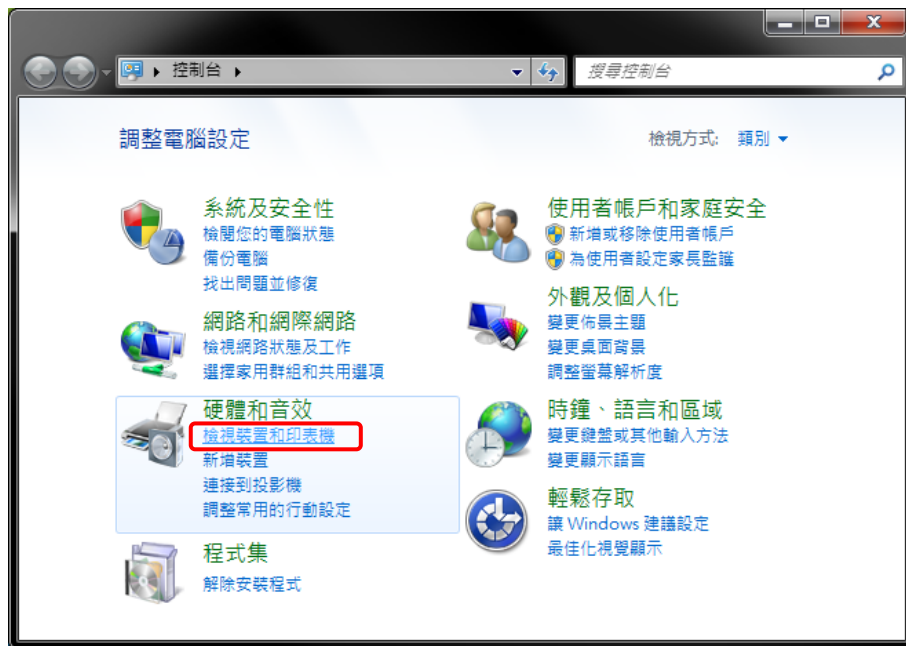 控制台
搜尋控制台
調整電腦設定
檢視方式: 類別
系統及安全性
檢閱您的電腦狀態
備份電腦
找出問題並修復
網路和網際網路
檢視網路狀態及工作
選擇家用群組和共用選項
硬體和音效
檢視裝置和印表機
新增裝置
連接到投影機
調整常用的行動設定
程式集
解除安裝程式
使用者帳戶和家庭安全
新增或移除使用者帳戶
為使用者設定家長監護
外觀及個人化
變更佈景主題
變更桌面背景
調整螢幕解析度
時鐘、語言和區域
變更鍵盤或其他輸入方法
變更顯示語言
輕鬆存取
讓 Windows 建議設定
最佳化視覺顯示